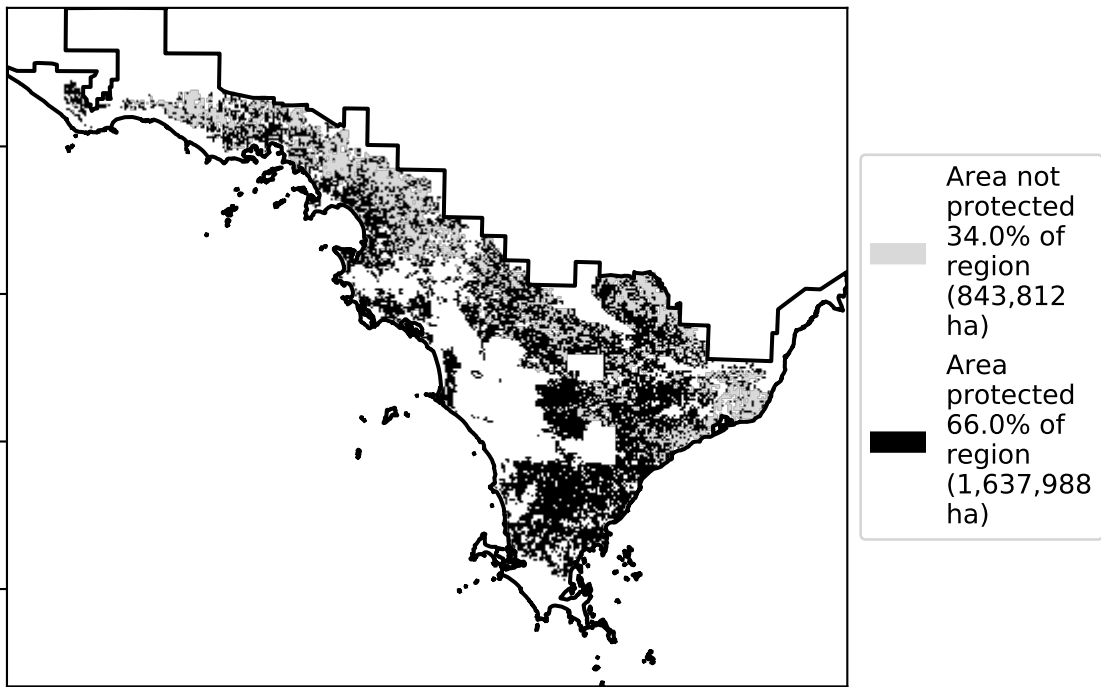 Area not
protected
34.0% of
region
(843,812
ha)
Area
protected
66.0% of
region
(1,637,988
ha)